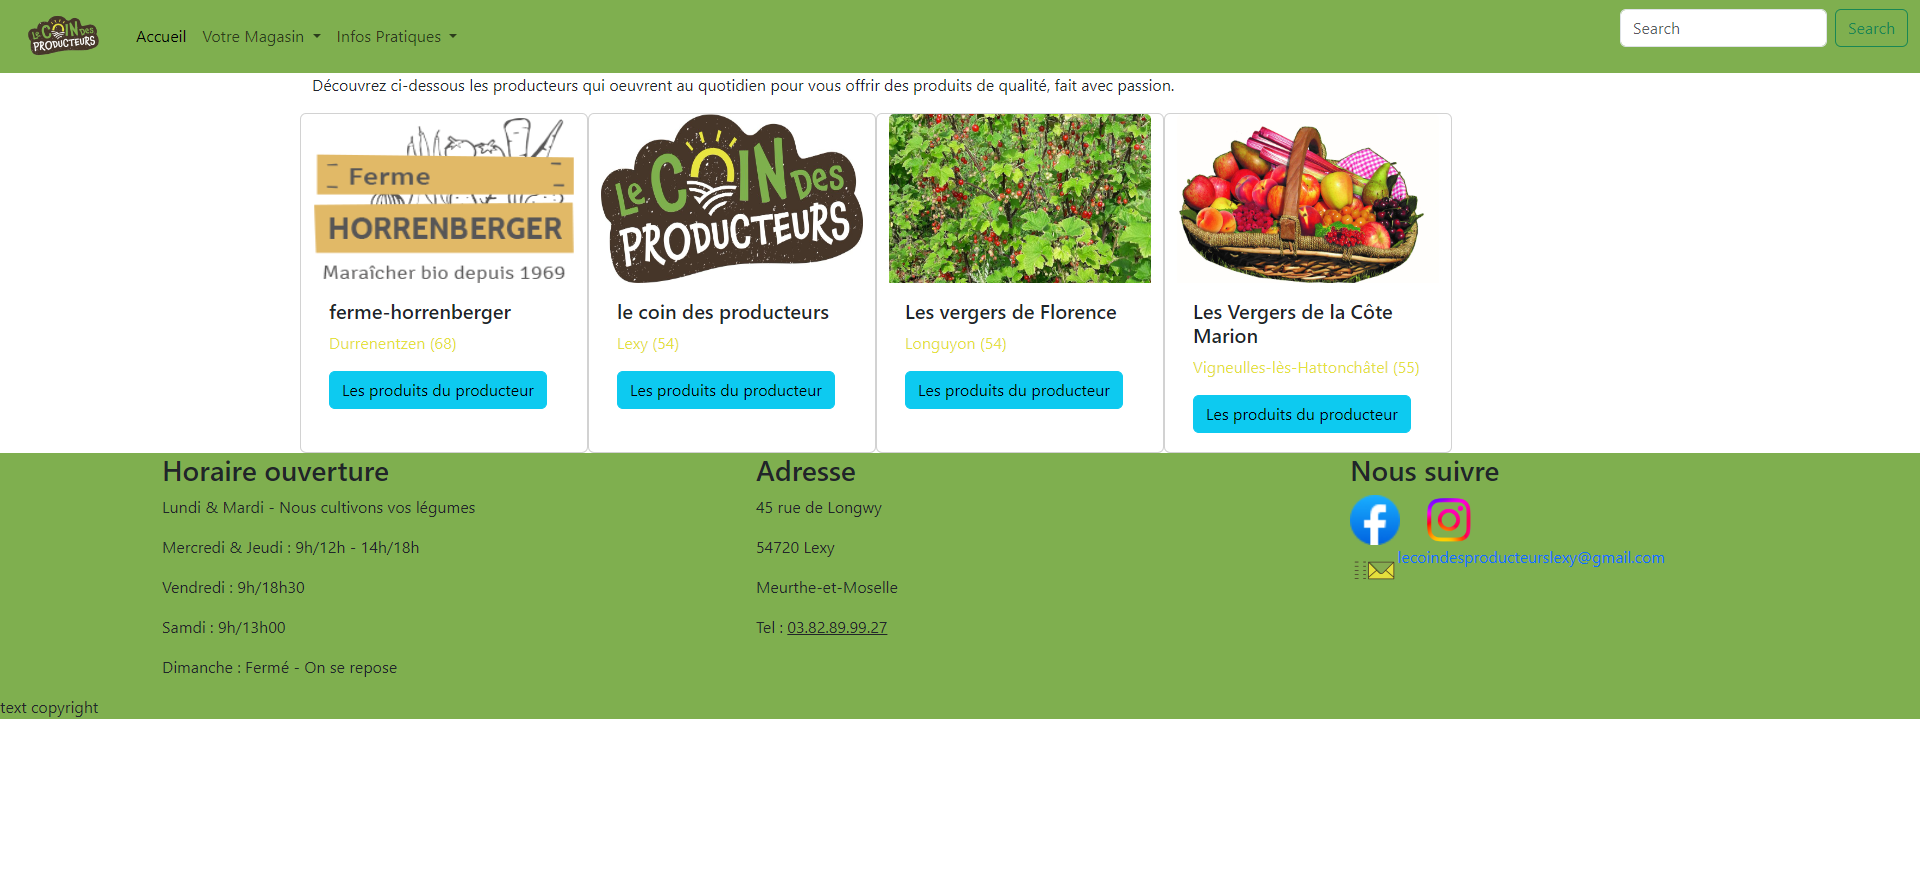 Le COIN Des
PRODUCTEURS
Accueil
Votre Magasin
Infos Pratiques
Search
Search
Découvrez ci-dessous les producteurs qui oeuvrent au quotidien pour vous offrir des produits de qualité, fait avec passion.
Ferme
HORRENBERGER
Maraîcher bio depuis 1969
ferme-horrenberger
Durrenentzen (68)
Les produits du producteur
Le COIN Des
PRODUCTEURS
le coin des producteurs
Lexy (54)
Les produits du producteur
Les vergers de Florence
Longuyon (54)
Les produits du producteur
Les Vergers de la Côte
Marion
Vigneulles-lès-Hattonchâtel (55)
Les produits du producteur
Horaire ouverture
Lundi & Mardi - Nous cultivons vos légumes
Mercredi & Jeudi : 9h/12h - 14h/18h
Vendredi : 9h/18h30
Samdi : 9h/13h00
Dimanche : Fermé - On se repose
Adresse
45 rue de Longwy
54720 Lexy
Meurthe-et-Moselle
Tel : 03.82.89.99.27
Nous suivre
lecoindesproducteurslexy@gmail.com
text copyright